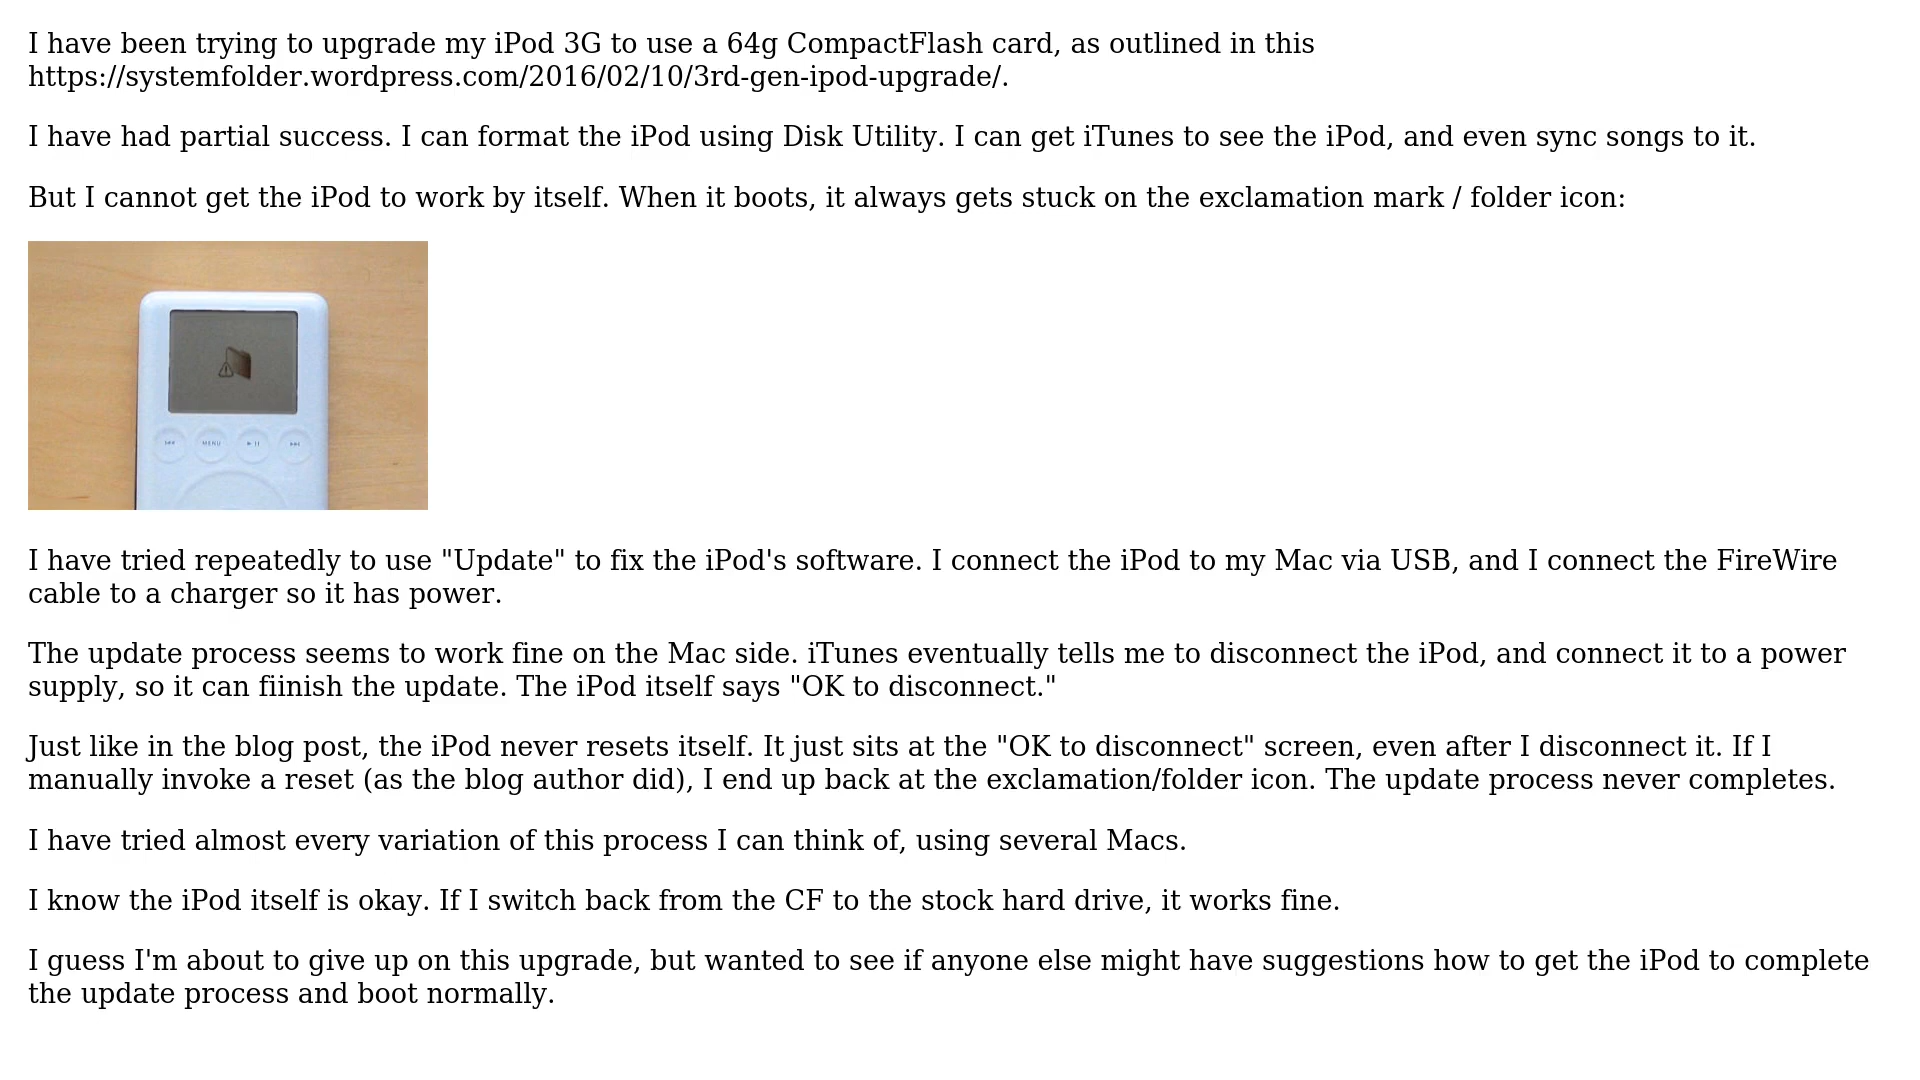 I have been trying to upgrade my iPod 3G to use a 64g CompactFlash card, as outlined in this
https://systemfolder.wordpress.com/2016/02/10/3rd-gen-ipod-upgrade/.
I have had partial success. I can format the iPod using Disk Utility. I can get iTunes to see the iPod, and even sync songs to it.
But I cannot get the iPod to work by itself. When it boots, it always gets stuck on the exclamation mark / folder icon:
MENU
I have tried repeatedly to use "Update" to fix the iPod's software. I connect the iPod to my Mac via USB, and I connect the FireWire
cable to a charger so it has power.
The update process seems to work fine on the Mac side. iTunes eventually tells me to disconnect the iPod, and connect it to a power
supply, so it can fiinish the update. The iPod itself says "OK to disconnect."
Just like in the blog post, the iPod never resets itself. It just sits at the "OK to disconnect" screen, even after I disconnect it. If I
manually invoke a reset (as the blog author did), I end up back at the exclamation/folder icon. The update process never completes.
I have tried almost every variation of this process I can think of, using several Macs.
I know the iPod itself is okay. If I switch back from the CF to the stock hard drive, it works fine.
I guess I'm about to give up on this upgrade, but wanted to see if anyone else might have suggestions how to get the iPod to complete
the update process and boot normally.